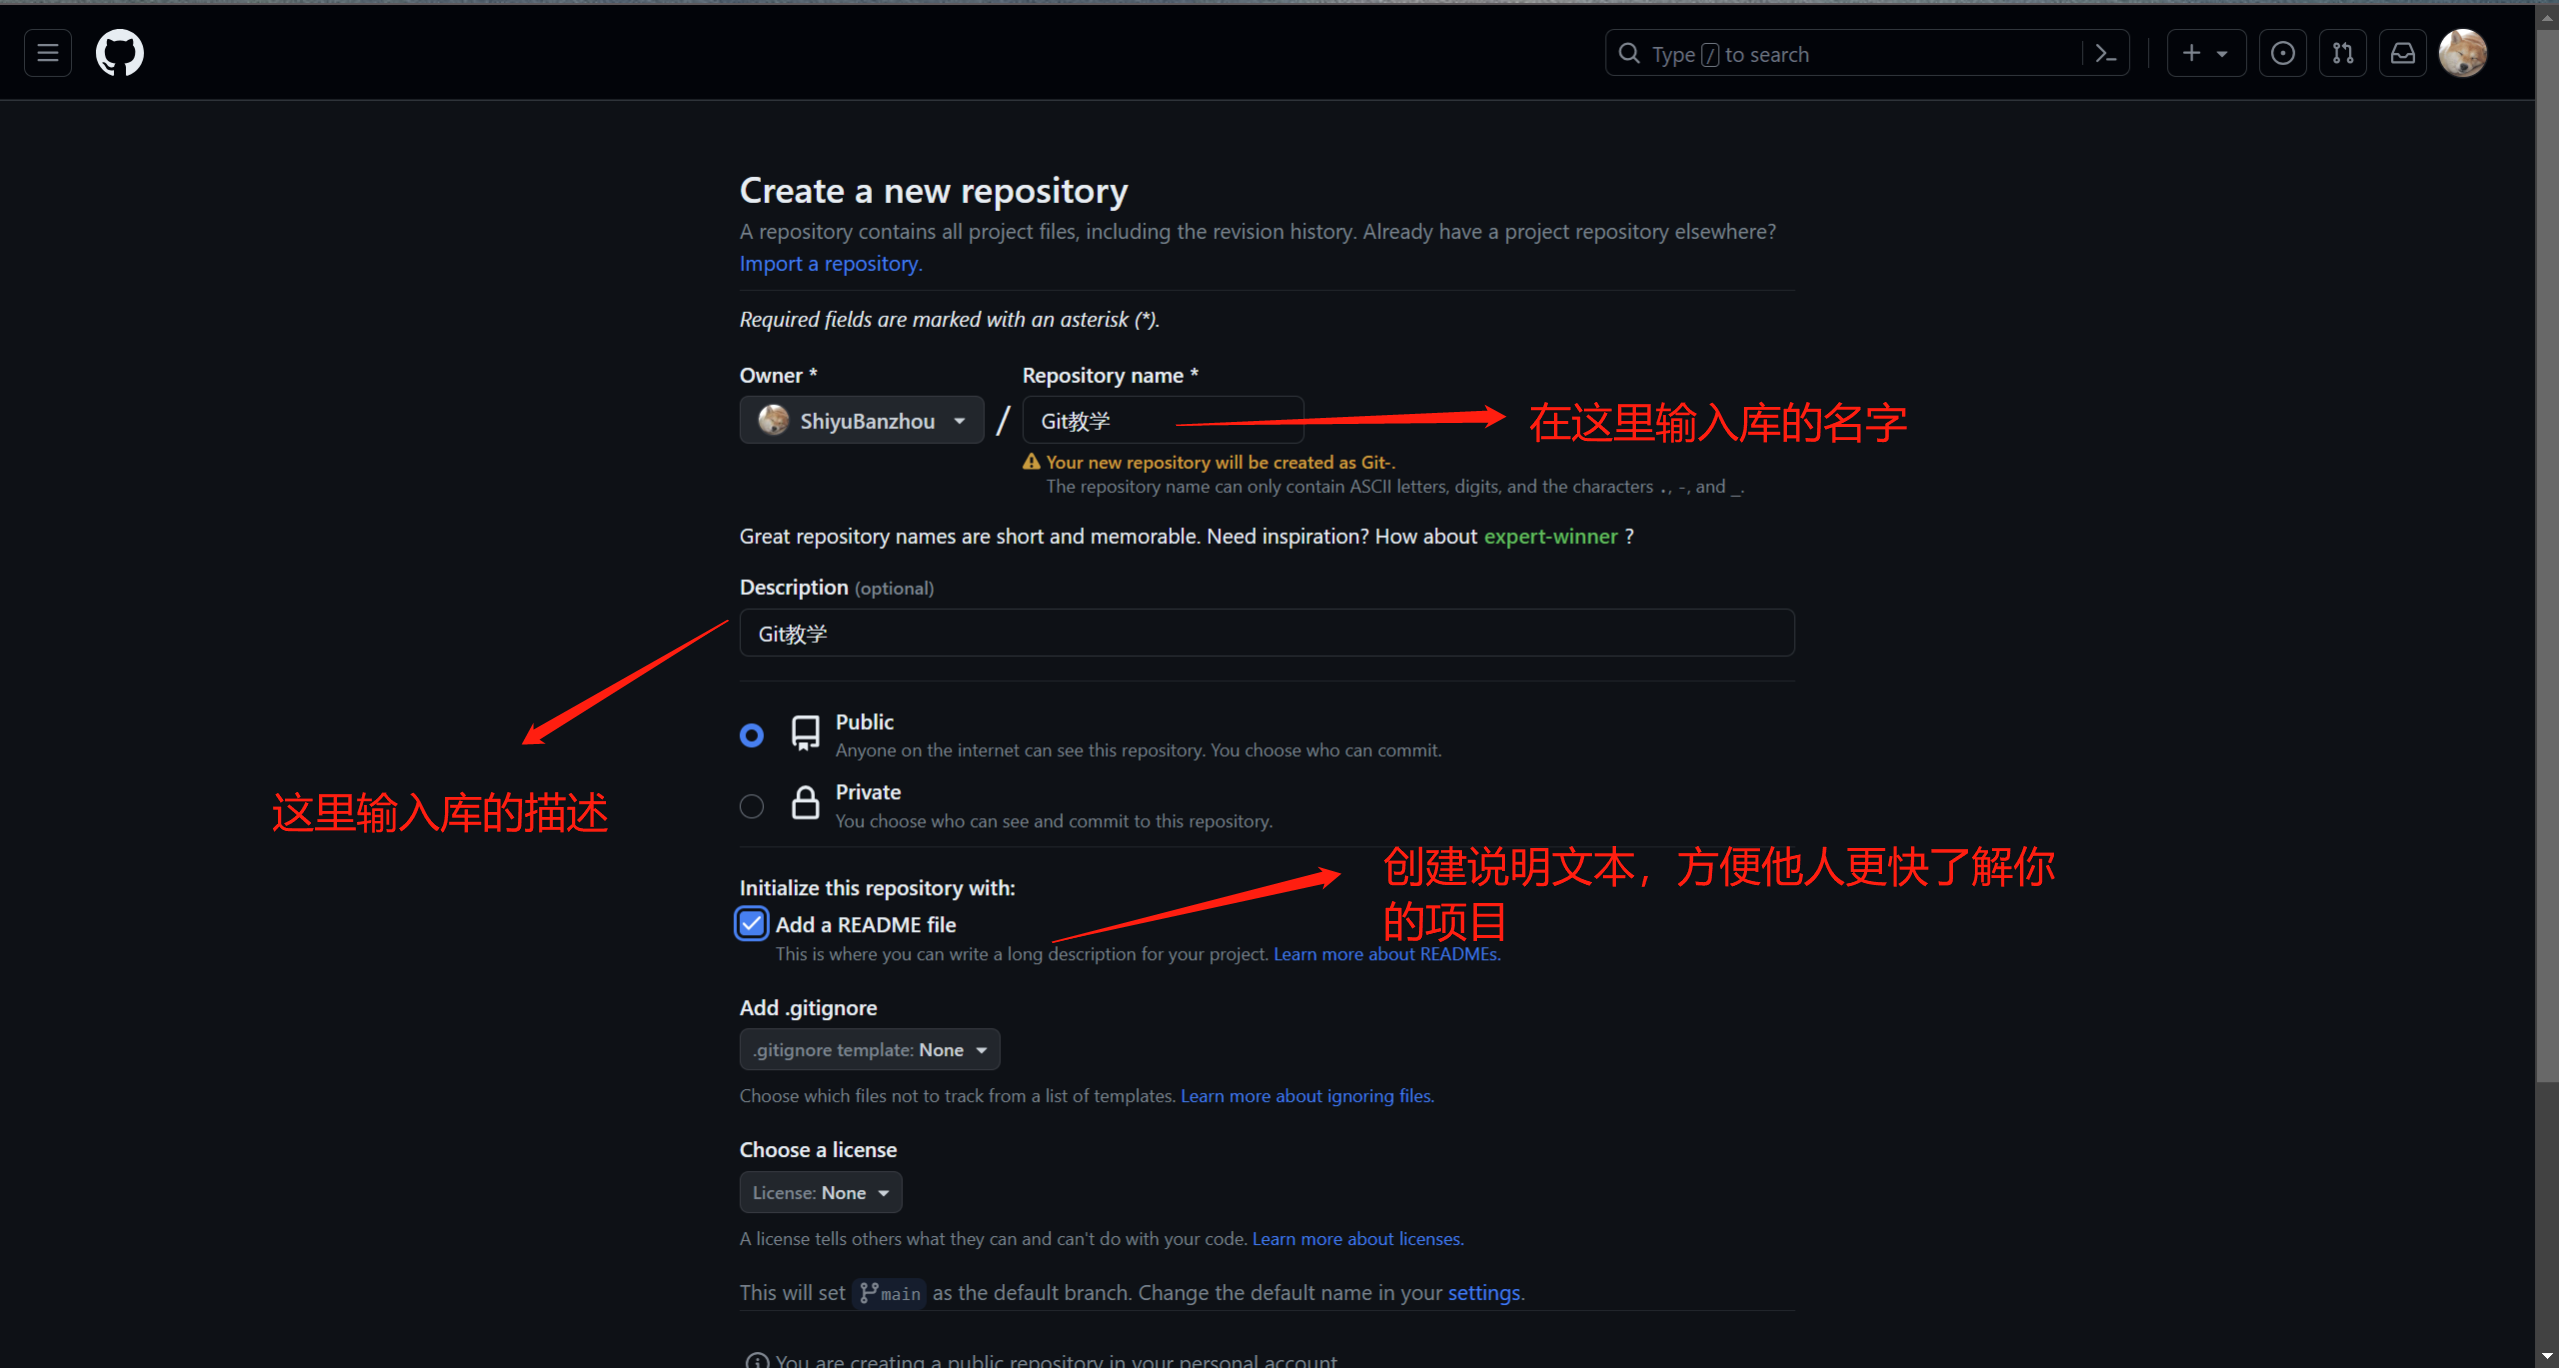 Type / to search
Create a new repository
A repository contains all project files, including the revision history. Already have a project repository elsewhere?
Import a repository.
Required fields are marked with an asterisk (*).
Owner *
Repository name *
ShiyuBanzhou
/
Git教学
在这里输入库的名字
Your new repository will be created as Git-.
The repository name can only contain ASCII letters, digits, and the characters ., -, and _.
Great repository names are short and memorable. Need inspiration? How about expert-winner ?
Description (optional)
Git教学
Public
Anyone on the internet can see this repository. You choose who can commit.
Private
You choose who can see and commit to this repository.
这里输入库的描述
创建说明文本，方便他人更快了解你
的项目
Initialize this repository with:
Add a README file
This is where you can write a long description for your project. Learn more about READMEs.
Add .gitignore
.gitignore template: None
Choose which files not to track from a list of templates. Learn more about ignoring files.
Choose a license
License: None
A license tells others what they can and can't do with your code. Learn more about licenses.
This will set main as the default branch. Change the default name in your settings.
You are creating a public repository in your personal account